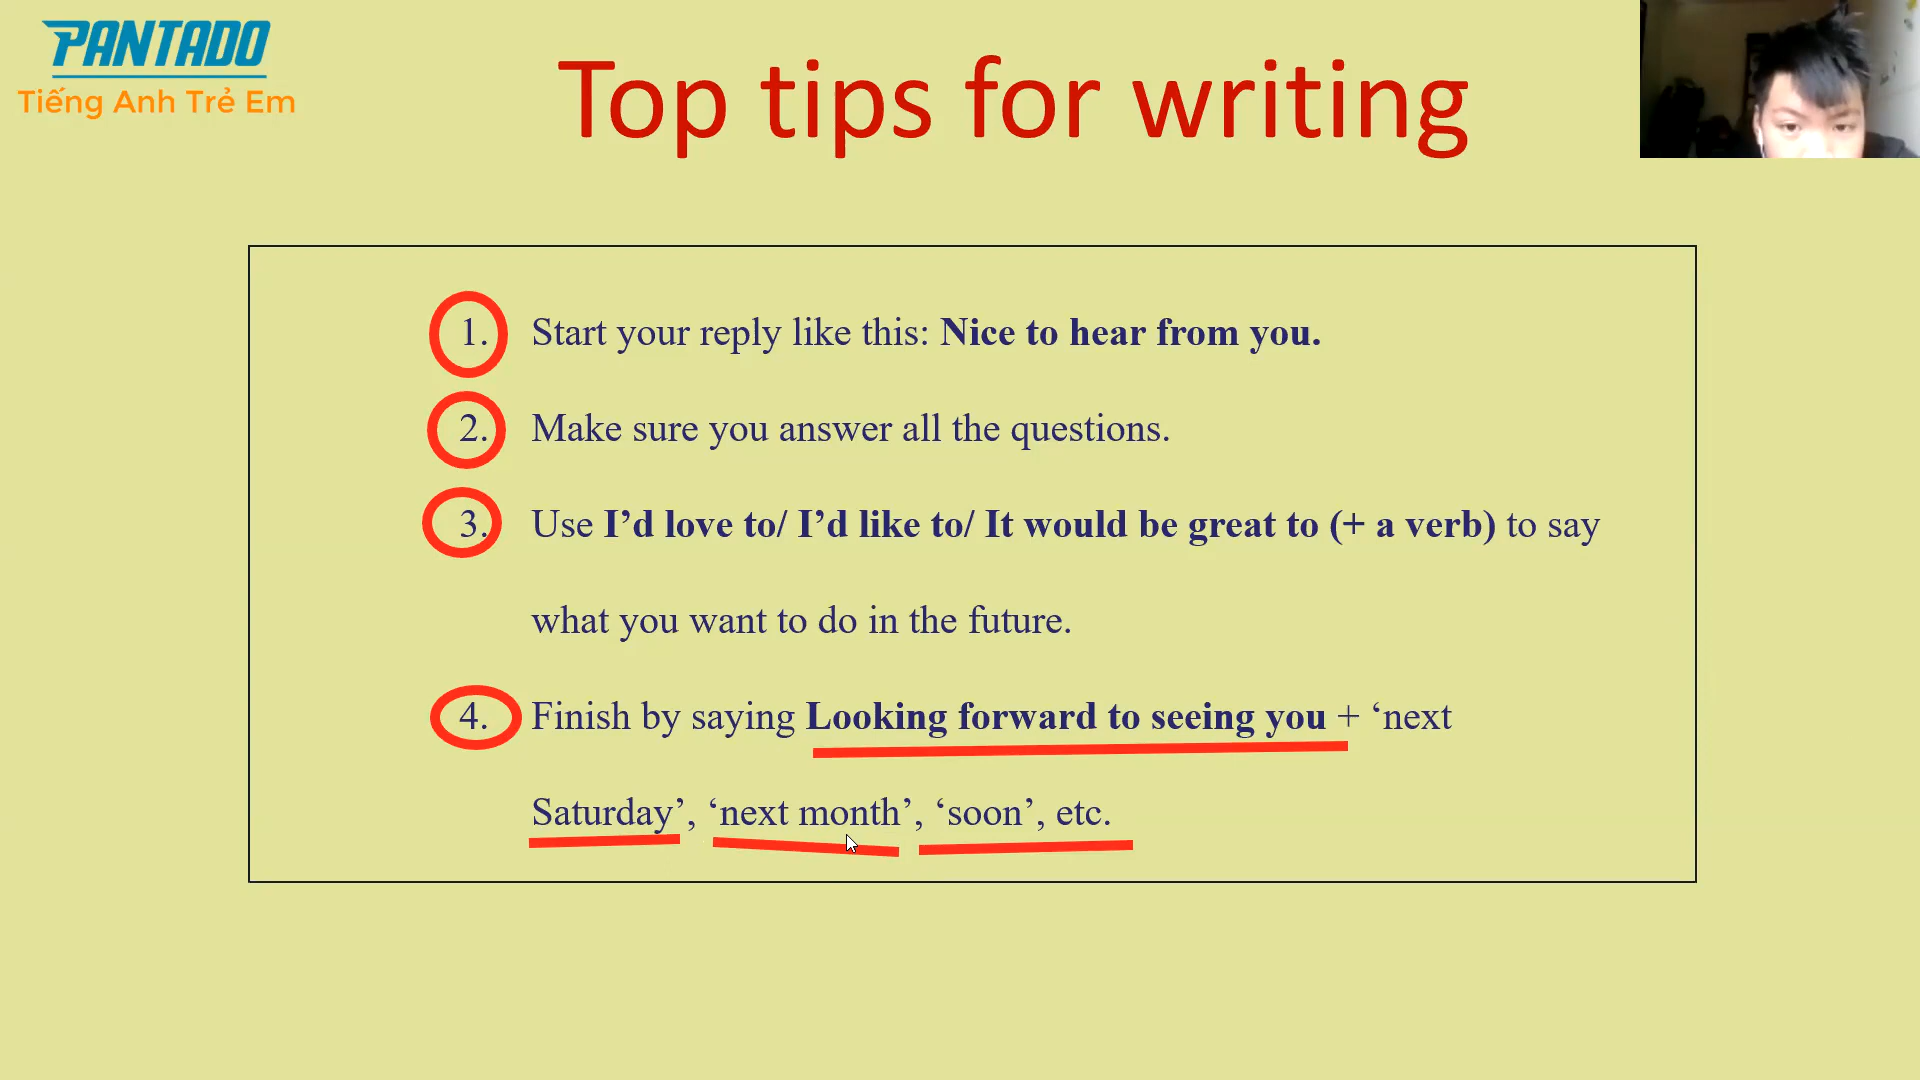 PANTADO
Tiếng Anh Trẻ Em
Top tips for writing
1. Start your reply like this: Nice to hear from you.
2. Make sure you answer all the questions.
3. Use I’d love to/ I’d like to/ It would be great to (+ a verb) to say
what you want to do in the future.
4. Finish by saying Looking forward to seeing you + ‘next
Saturday’, ‘next month’, ‘soon’, etc.